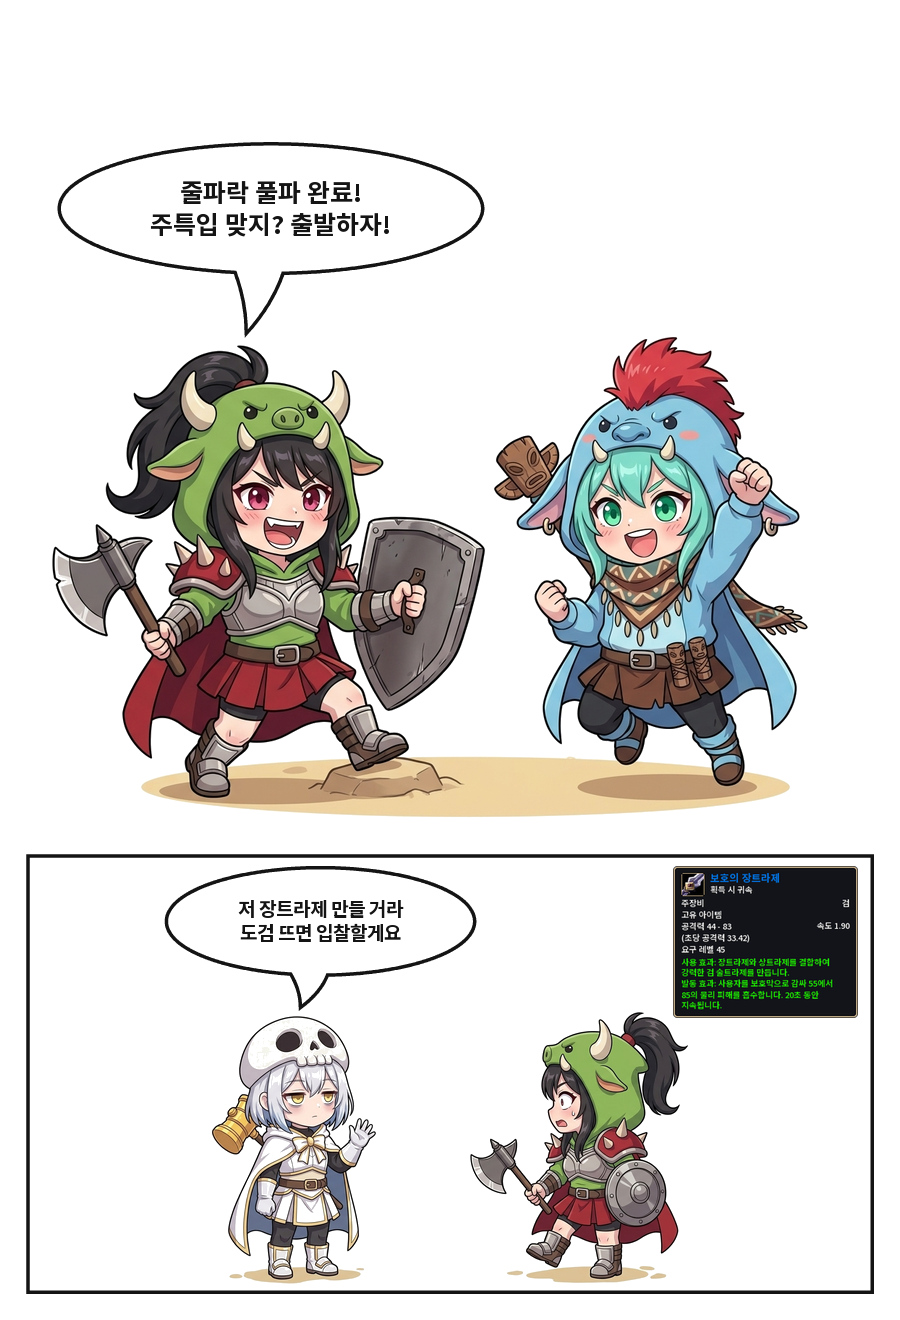 줄파락 풀파 완료!
주특입 맞지? 출발하자!
저 장트라제 만들 거라
도검 뜨면 입찰할게요
보호의 장트라제
획득 시 귀속
주장비 검
고유 아이템
공격력 44 - 83 속도 1.90
(초당 공격력 33.42)
요구 레벨 45
사용 효과: 장트라제와 상트라제를 결합하여
강력한 검 술트라제를 만듭니다.
발동 효과: 사용자를 보호막으로 감싸 55에서
85의 물리 피해를 흡수합니다. 20초 동안
지속됩니다.